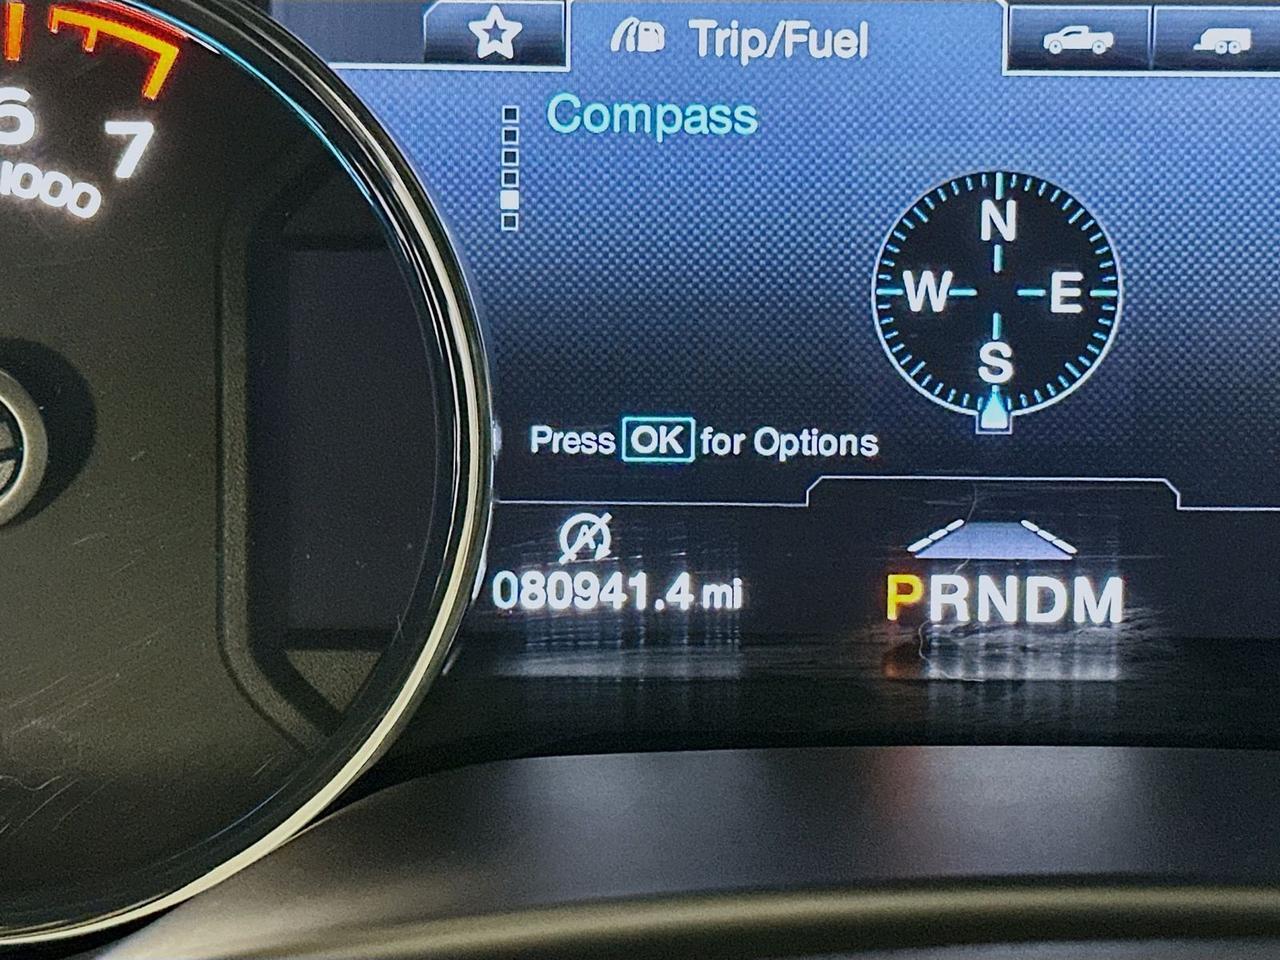 Trip/Fuel
Compass
6 7
1000
N
W E
S
Press OK for Options
A
080941.4 mi
PRNDM